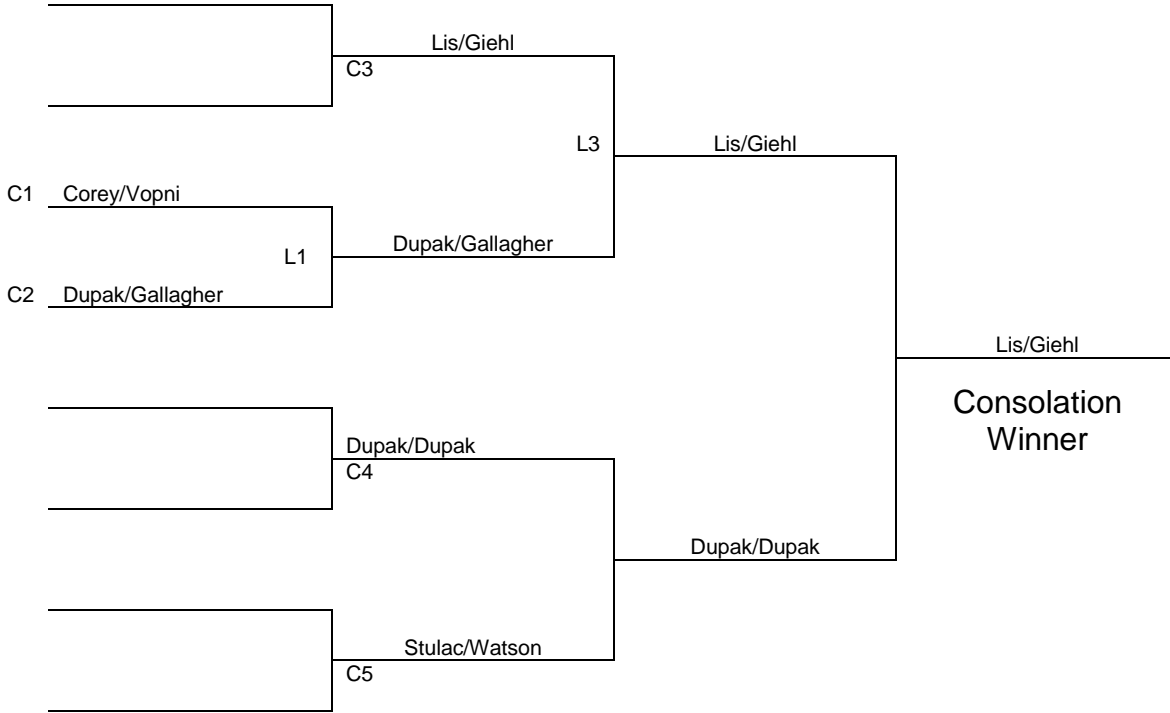 Lis/Giehl
C3
L3
Lis/Giehl
C1 Corey/Vopni
L1
Dupak/Gallagher
C2 Dupak/Gallagher
Lis/Giehl
Consolation
Winner
Dupak/Dupak
C4
Dupak/Dupak
Stulac/Watson
C5